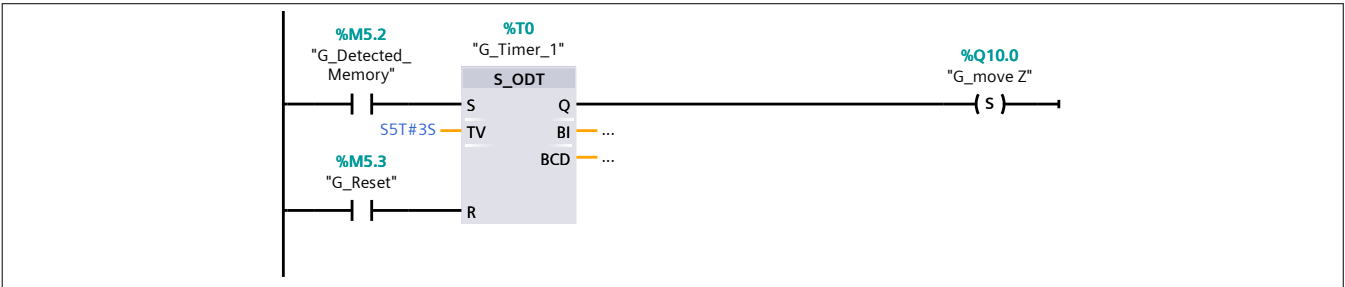 %M5.2
"G_Detected_
Memory"
%T0
"G_Timer_1"
S_ODT
%Q10.0
"G_move Z"
S
Q
S
S5T#3S
TV
BI
...
BCD
...
%M5.3
"G_Reset"
R